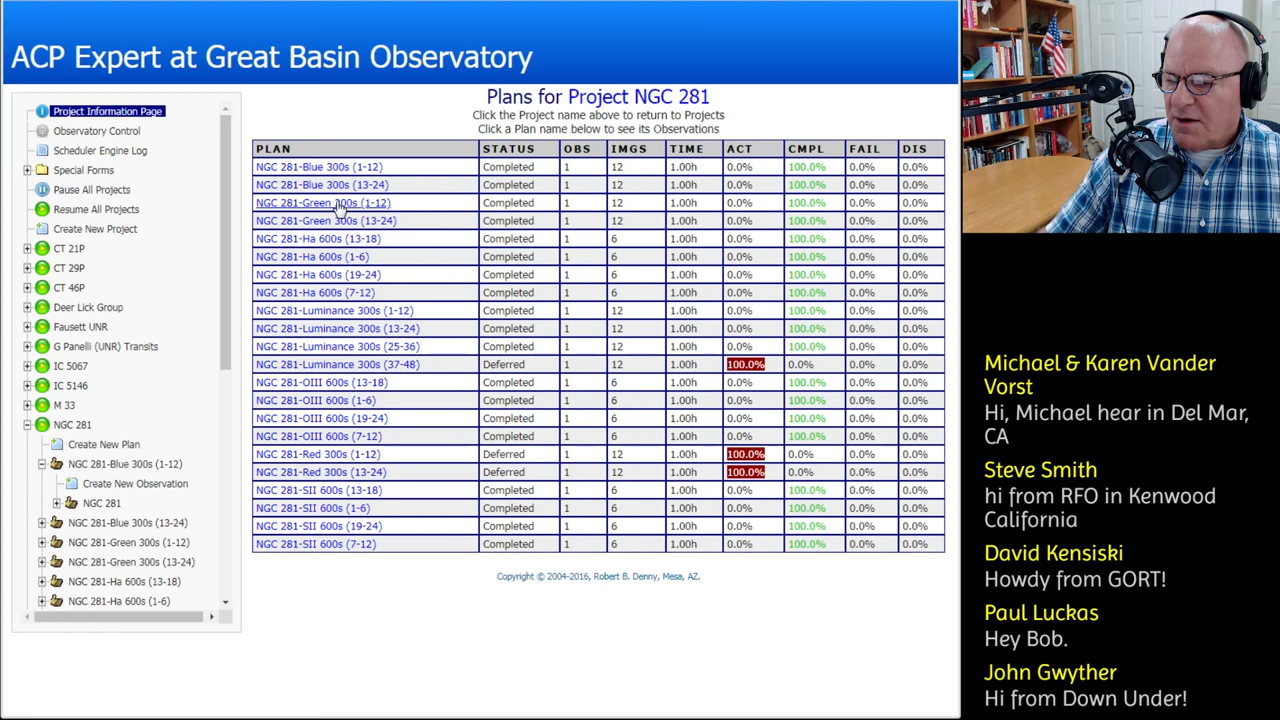 ACP Expert at Great Basin Observatory
Project Information Page
Observatory Control
Scheduler Engine Log
Special Forms
Pause All Projects
Resume All Projects
Create New Project
CT 21P
CT 29P
CT 46P
Deer Lick Group
Fausett UNR
G Panelli (UNR) Transits
IC 5067
IC 5146
M 33
NGC 281
Create New Plan
NGC 281-Blue 300s (1-12)
Create New Observation
NGC 281
NGC 281-Blue 300s (13-24)
NGC 281-Green 300s (1-12)
NGC 281-Green 300s (13-24)
NGC 281-Ha 600s (13-18)
NGC 281-Ha 600s (1-6)
Plans for Project NGC 281
Click the Project name above to return to Projects
Click a Plan name below to see its Observations
PLAN STATUS OBS IMGS TIME ACT CMPL FAIL DIS
NGC 281-Blue 300s (1-12) Completed 1 12 1.00h 0.0% 100.0% 0.0% 0.0%
NGC 281-Blue 300s (13-24) Completed 1 12 1.00h 0.0% 100.0% 0.0% 0.0%
NGC 281-Green 300s (1-12) Completed 1 12 1.00h 0.0% 100.0% 0.0% 0.0%
NGC 281-Green 300s (13-24) Completed 1 12 1.00h 0.0% 100.0% 0.0% 0.0%
NGC 281-Ha 600s (13-18) Completed 1 6 1.00h 0.0% 100.0% 0.0% 0.0%
NGC 281-Ha 600s (1-6) Completed 1 6 1.00h 0.0% 100.0% 0.0% 0.0%
NGC 281-Ha 600s (19-24) Completed 1 6 1.00h 0.0% 100.0% 0.0% 0.0%
NGC 281-Ha 600s (7-12) Completed 1 6 1.00h 0.0% 100.0% 0.0% 0.0%
NGC 281-Luminance 300s (1-12) Completed 1 12 1.00h 0.0% 100.0% 0.0% 0.0%
NGC 281-Luminance 300s (13-24) Completed 1 12 1.00h 0.0% 100.0% 0.0% 0.0%
NGC 281-Luminance 300s (25-36) Completed 1 12 1.00h 0.0% 100.0% 0.0% 0.0%
NGC 281-Luminance 300s (37-48) Deferred 1 12 1.00h 100.0% 0.0% 0.0% 0.0%
NGC 281-OIII 600s (13-18) Completed 1 6 1.00h 0.0% 100.0% 0.0% 0.0%
NGC 281-OIII 600s (1-6) Completed 1 6 1.00h 0.0% 100.0% 0.0% 0.0%
NGC 281-OIII 600s (19-24) Completed 1 6 1.00h 0.0% 100.0% 0.0% 0.0%
NGC 281-OIII 600s (7-12) Completed 1 6 1.00h 0.0% 100.0% 0.0% 0.0%
NGC 281-Red 300s (1-12) Deferred 1 12 1.00h 100.0% 0.0% 0.0% 0.0%
NGC 281-Red 300s (13-24) Deferred 1 12 1.00h 100.0% 0.0% 0.0% 0.0%
NGC 281-SII 600s (13-18) Completed 1 6 1.00h 0.0% 100.0% 0.0% 0.0%
NGC 281-SII 600s (1-6) Completed 1 6 1.00h 0.0% 100.0% 0.0% 0.0%
NGC 281-SII 600s (19-24) Completed 1 6 1.00h 0.0% 100.0% 0.0% 0.0%
NGC 281-SII 600s (7-12) Completed 1 6 1.00h 0.0% 100.0% 0.0% 0.0%
Copyright © 2004-2016, Robert B. Denny, Mesa, AZ.
Michael & Karen Vander
Vorst
Hi, Michael hear in Del Mar,
CA
Steve Smith
hi from RFO in Kenwood
California
David Kensiski
Howdy from GORT!
Paul Luckas
Hey Bob.
John Gwyther
Hi from Down Under!